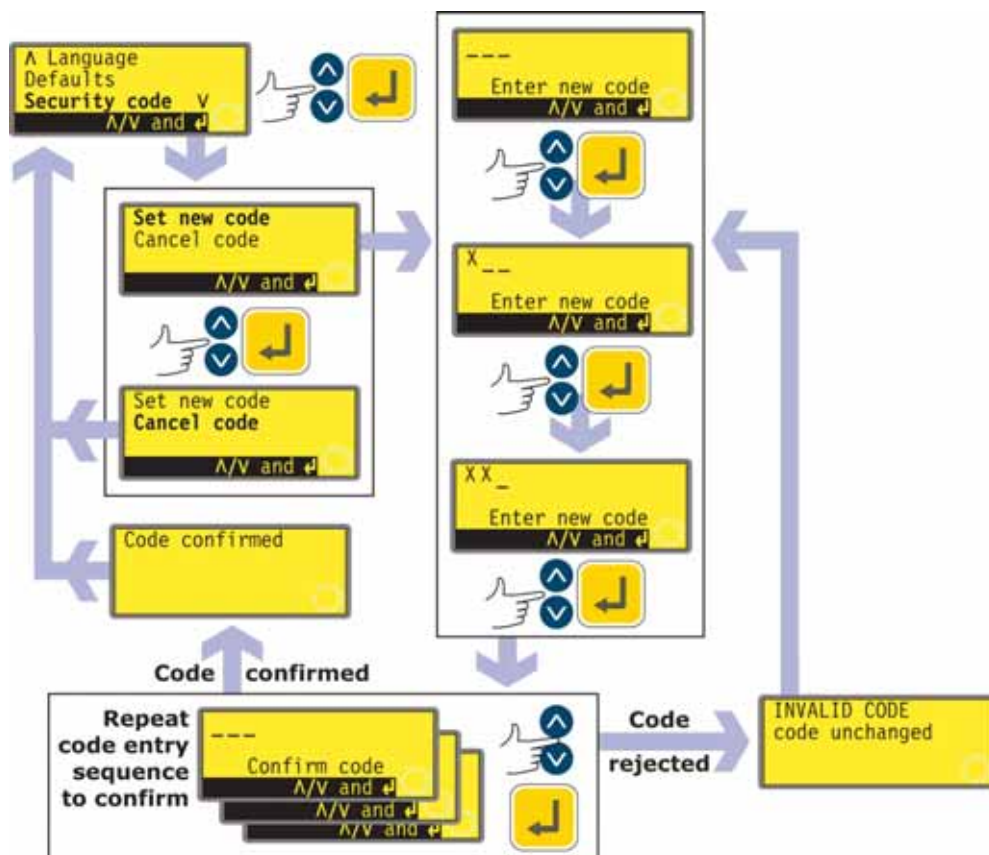 Λ Language
Defaults
Security code V
Λ/V and ↲
Set new code
Cancel code
Λ/V and ↲
Set new code
Cancel code
Λ/V and ↲
Code confirmed
_ _ _
Enter new code
Λ/V and ↲
X _ _
Enter new code
Λ/V and ↲
X X _
Enter new code
Λ/V and ↲
Code confirmed
Repeat
code entry
sequence
to confirm
_ _ _
Confirm code
Λ/V and ↲
Λ/V and ↲
Λ/V and ↲
Code
rejected
INVALID CODE
code unchanged